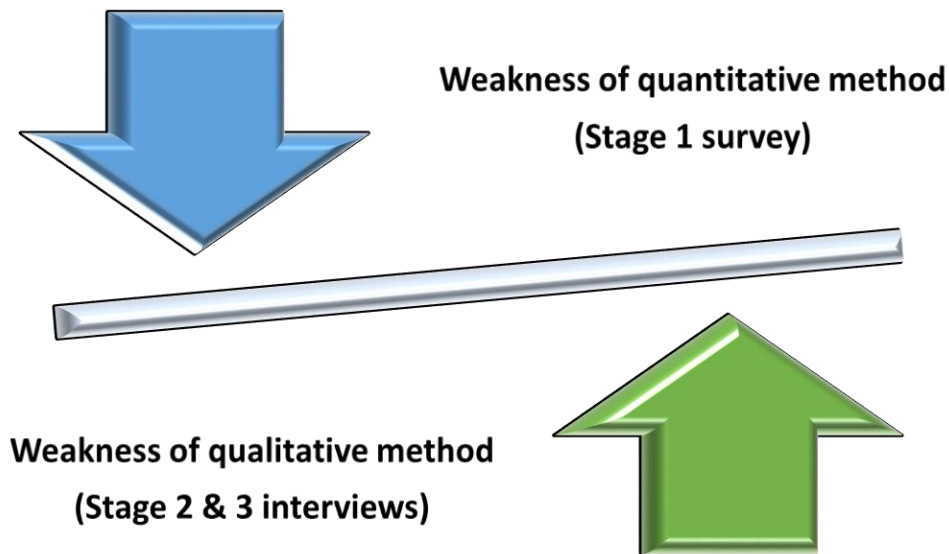 Weakness of quantitative method
(Stage 1 survey)
Weakness of qualitative method
(Stage 2 & 3 interviews)